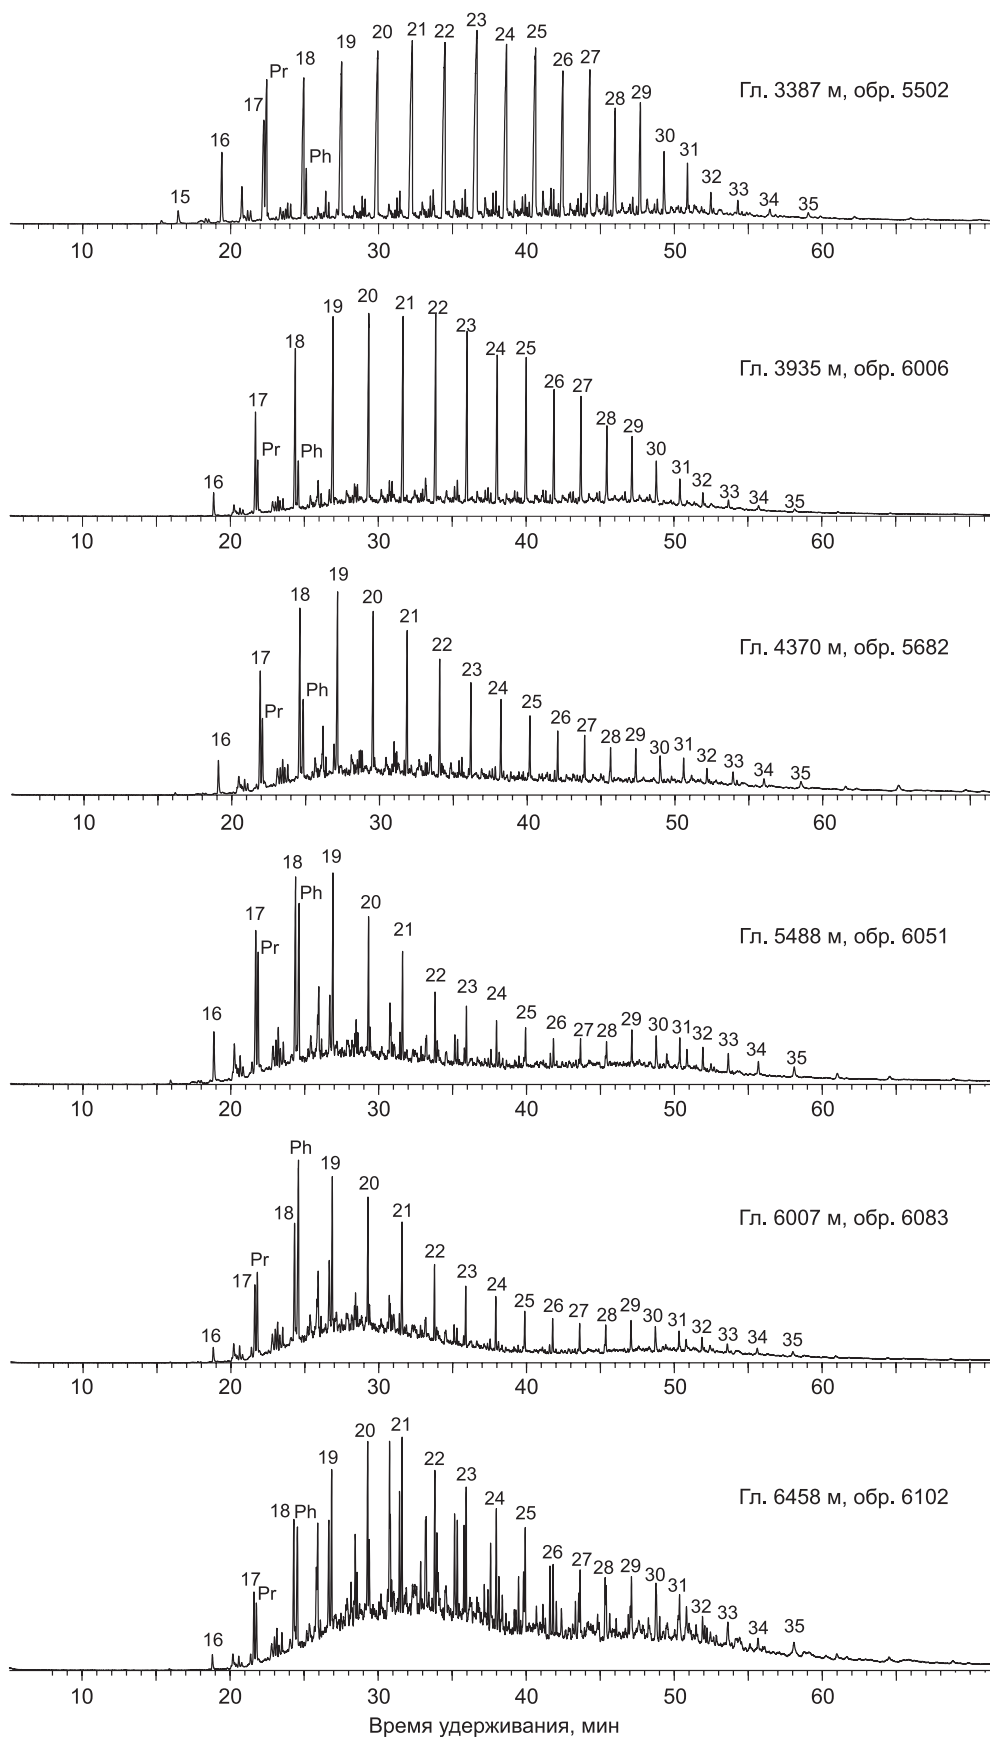 15 16 17 Pr 18 Ph 19 20 21 22 23 24 25 26 27 28 29 30 31 32 33 34 35
Гл. 3387 м, обр. 5502
10 20 30 40 50 60
16 17 Pr 18 Ph 19 20 21 22 23 24 25 26 27 28 29 30 31 32 33 34 35
Гл. 3935 м, обр. 6006
10 20 30 40 50 60
16 17 Pr 18 Ph 19 20 21 22 23 24 25 26 27 28 29 30 31 32 33 34 35
Гл. 4370 м, обр. 5682
10 20 30 40 50 60
16 17 Pr 18 Ph 19 20 21 22 23 24 25 26 27 28 29 30 31 32 33 34 35
Гл. 5488 м, обр. 6051
10 20 30 40 50 60
16 17 Pr 18 Ph 19 20 21 22 23 24 25 26 27 28 29 30 31 32 33 34 35
Гл. 6007 м, обр. 6083
10 20 30 40 50 60
16 17 Pr 18 Ph 19 20 21 22 23 24 25 26 27 28 29 30 31 32 33 34 35
Гл. 6458 м, обр. 6102
10 20 30 40 50 60
Время удерживания, мин